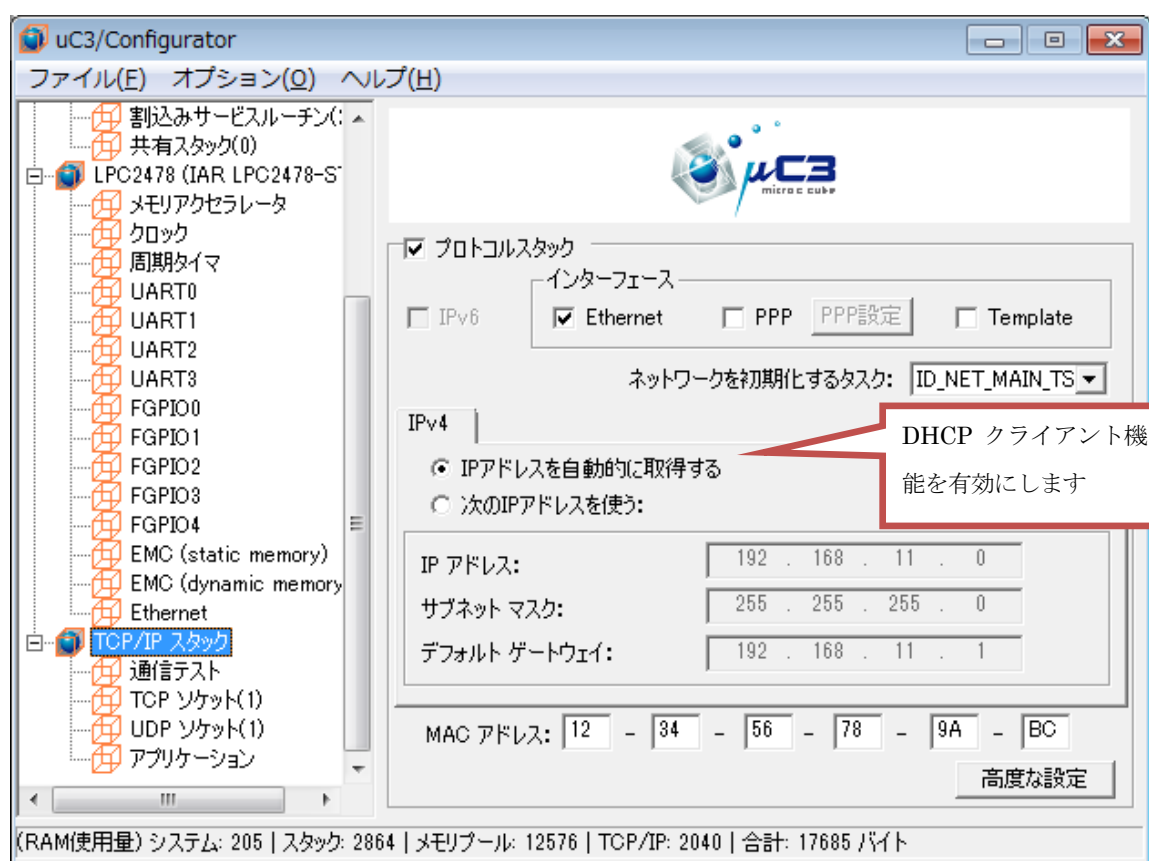 uC3/Configurator
ファイル(F) オプション(O) ヘルプ(H)
割込みサービスルーチン(
共有スタック(0)
LPC2478 (IAR LPC2478-S
メモリアクセラレータ
クロック
周期タイマ
UART0
UART1
UART2
UART3
FGPIO0
FGPIO1
FGPIO2
FGPIO3
FGPIO4
EMC (static memory)
EMC (dynamic memory
Ethernet
TCP/IP スタック
通信テスト
TCP ソケット(1)
UDP ソケット(1)
アプリケーション
μC3
micro c cube
プロトコルスタック
インターフェース
IPv6 Ethernet PPP PPP設定 Template
ネットワークを初期化するタスク: ID_NET_MAIN_TS
IPv4
DHCP クライアント機
能を有効にします
IPアドレスを自動的に取得する
次のIPアドレスを使う:
IP アドレス: 192 . 168 . 11 . 0
サブネット マスク: 255 . 255 . 255 . 0
デフォルト ゲートウェイ: 192 . 168 . 11 . 1
MAC アドレス: 12 - 34 - 56 - 78 - 9A - BC
高度な設定
(RAM使用量) システム: 205 | スタック: 2864 | メモリプール: 12576 | TCP/IP: 2040 | 合計: 17685 バイト